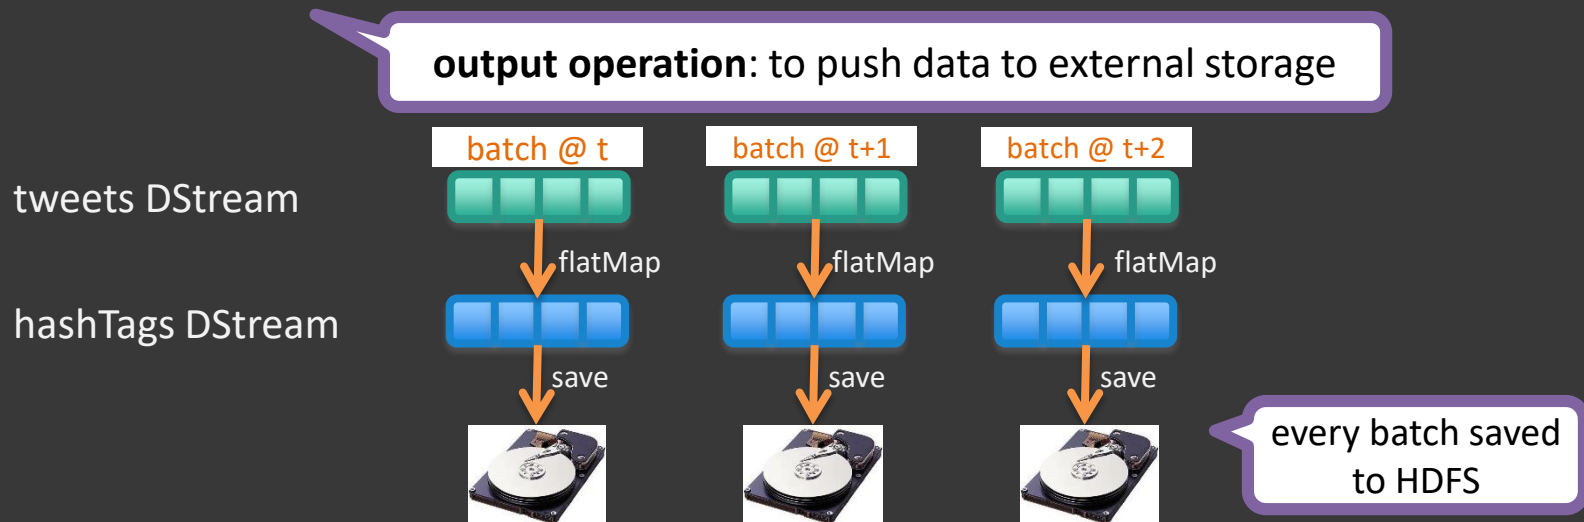 output operation: to push data to external storage
batch @ t
batch @ t+1
batch @ t+2
tweets DStream
flatMap
flatMap
flatMap
hashTags DStream
save
save
save
every batch saved
to HDFS